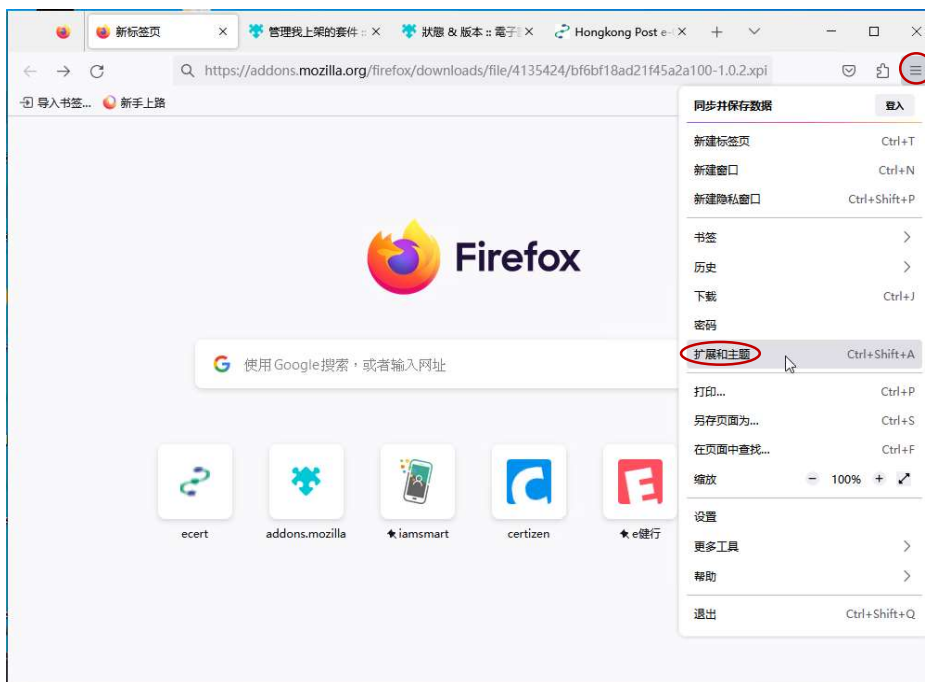 新标签页
管理我上架的套件 ::
狀態 & 版本 :: 電子
Hongkong Post e-
https://addons.mozilla.org/firefox/downloads/file/4135424/bf6bf18ad21f45a2a100-1.0.2.xpi
导入书签... 新手上路
同步并保存数据 登入
新建标签页 Ctrl+T
新建窗口 Ctrl+N
新建隐私窗口 Ctrl+Shift+P
书签
历史
下载 Ctrl+J
密码
扩展和主题 Ctrl+Shift+A
打印... Ctrl+P
另存页面为... Ctrl+S
在页面中查找... Ctrl+F
缩放 − 100% +
设置
更多工具
帮助
退出 Ctrl+Shift+Q
Firefox
使用 Google 搜索，或者输入网址
ecert addons.mozilla iamsmart certizen e健行